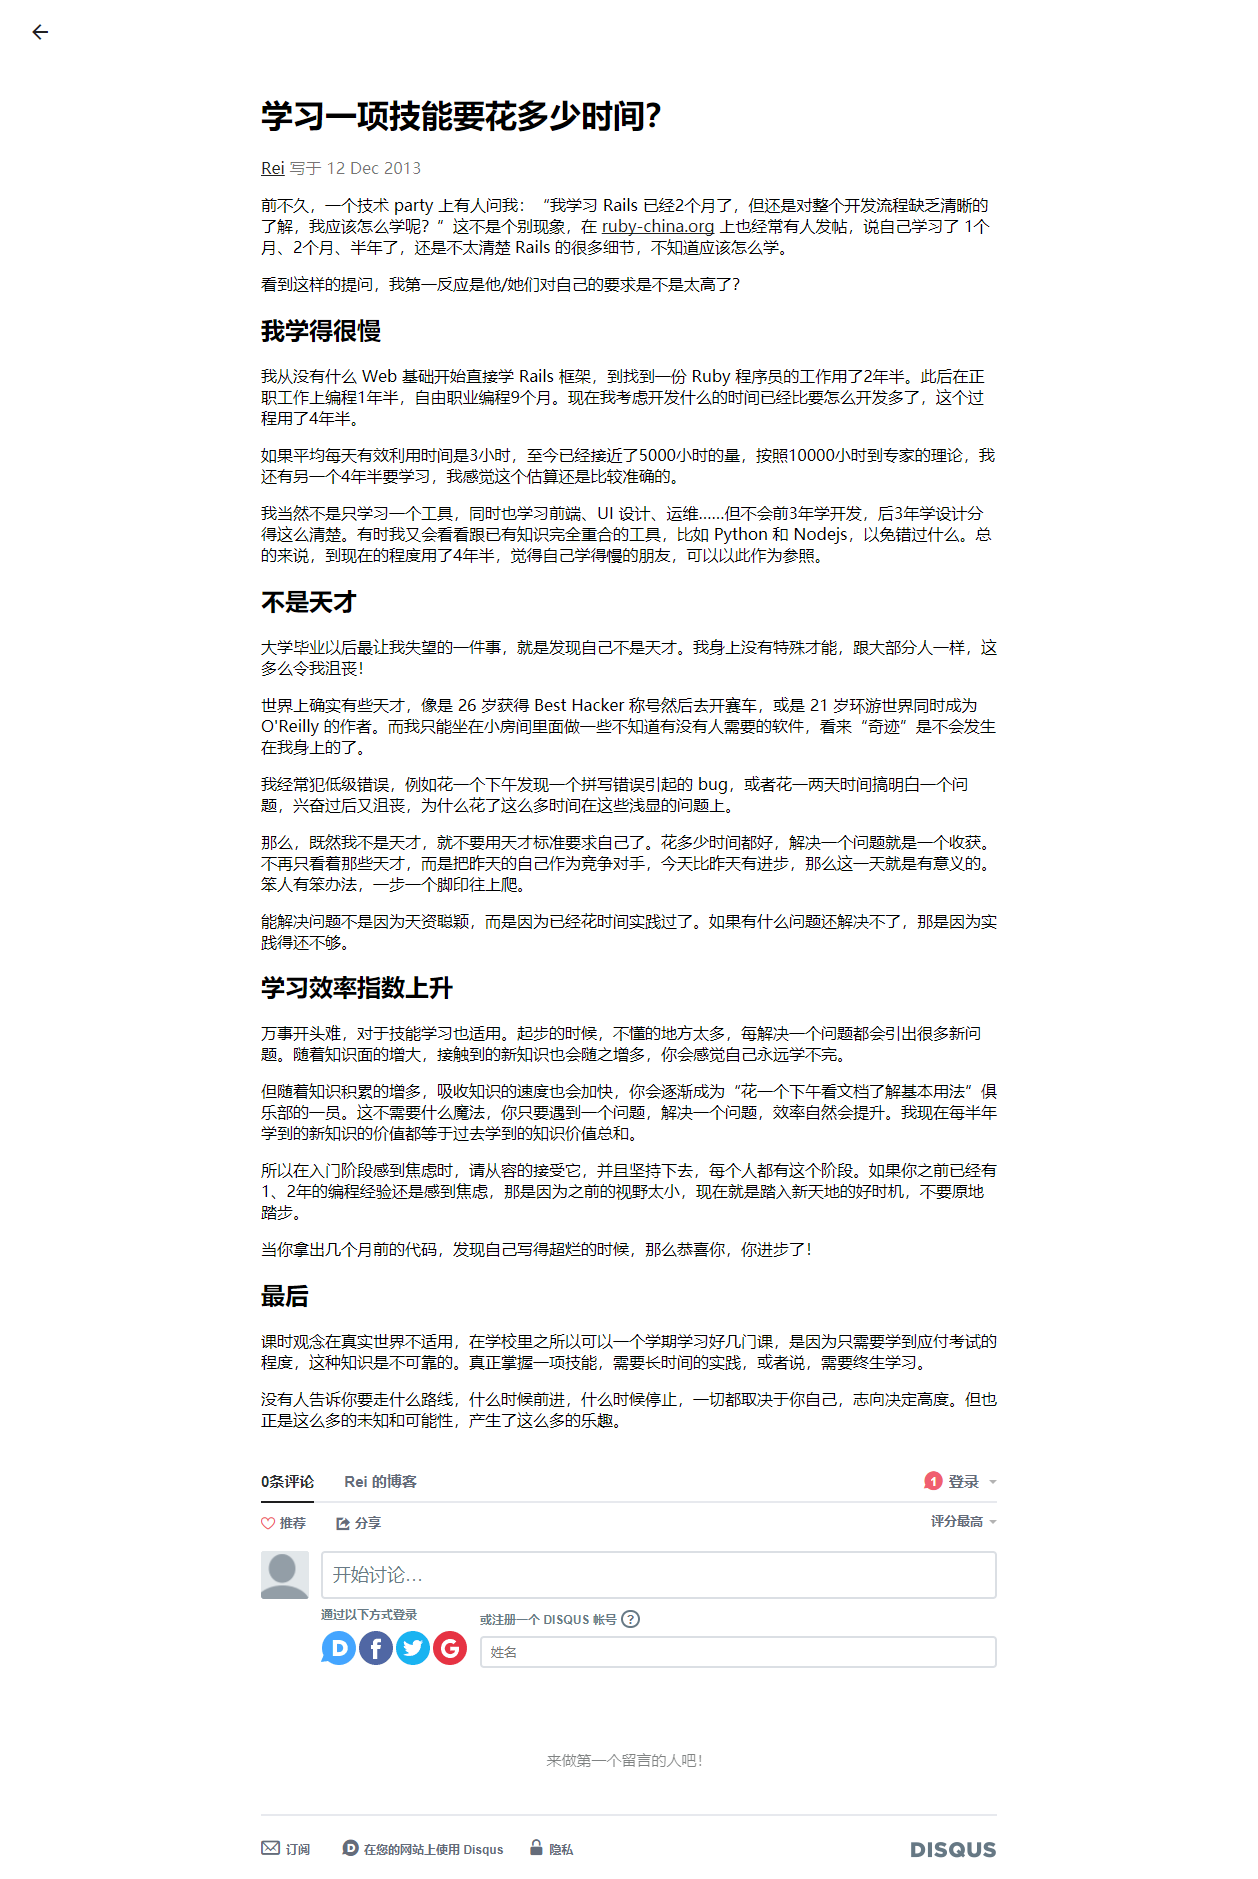 学习一项技能要花多少时间？
Rei 写于 12 Dec 2013
前不久，一个技术 party 上有人问我：“我学习 Rails 已经2个月了，但还是对整个开发流程缺乏清晰的
了解，我应该怎么学呢？“这不是个别现象，在 ruby-china.org 上也经常有人发帖，说自己学习了 1个
月、2个月、半年了，还是不太清楚 Rails 的很多细节，不知道应该怎么学。
看到这样的提问，我第一反应是他/她们对自己的要求是不是太高了？
我学得很慢
我从没有什么 Web 基础开始直接学 Rails 框架，到找到一份 Ruby 程序员的工作用了2年半。此后在正
职工作上编程1年半，自由职业编程9个月。现在我考虑开发什么的时间已经比要怎么开发多了，这个过
程用了4年半。
如果平均每天有效利用时间是3小时，至今已经接近了5000小时的量，按照10000小时到专家的理论，我
还有另一个4年半要学习，我感觉这个估算还是比较准确的。
我当然不是只学习一个工具，同时也学习前端、UI 设计、运维……但不会前3年学开发，后3年学设计分
得这么清楚。有时我又会看看跟已有知识完全重合的工具，比如 Python 和 Nodejs，以免错过什么。总
的来说，到现在的程度用了4年半，觉得自己学得慢的朋友，可以以此作为参照。
不是天才
大学毕业以后最让我失望的一件事，就是发现自己不是天才。我身上没有特殊才能，跟大部分人一样，这
多么令我沮丧！
世界上确实有些天才，像是 26 岁获得 Best Hacker 称号然后去开赛车，或是 21 岁环游世界同时成为
O'Reilly 的作者。而我只能坐在小房间里面做一些不知道有没有人需要的软件，看来“奇迹”是不会发生
在我身上的了。
我经常犯低级错误，例如花一个下午发现一个拼写错误引起的 bug，或者花一两天时间搞明白一个问
题，兴奋过后又沮丧，为什么花了这么多时间在这些浅显的问题上。
那么，既然我不是天才，就不要用天才标准要求自己了。花多少时间都好，解决一个问题就是一个收获。
不再只看着那些天才，而是把昨天的自己作为竞争对手，今天比昨天有进步，那么这一天就是有意义的。
笨人有笨办法，一步一个脚印往上爬。
能解决问题不是因为天资聪颖，而是因为已经花时间实践过了。如果有什么问题还解决不了，那是因为实
践得还不够。
学习效率指数上升
万事开头难，对于技能学习也适用。起步的时候，不懂的地方太多，每解决一个问题都会引出很多新问
题。随着知识面的增大，接触到的新知识也会随之增多，你会感觉自己永远学不完。
但随着知识积累的增多，吸收知识的速度也会加快，你会逐渐成为“花一个下午看文档了解基本用法”俱
乐部的一员。这不需要什么魔法，你只要遇到一个问题，解决一个问题，效率自然会提升。我现在每半年
学到的新知识的价值都等于过去学到的知识价值总和。
所以在入门阶段感到焦虑时，请从容的接受它，并且坚持下去，每个人都有这个阶段。如果你之前已经有
1、2年的编程经验还是感到焦虑，那是因为之前的视野太小，现在就是踏入新天地的好时机，不要原地
踏步。
当你拿出几个月前的代码，发现自己写得超烂的时候，那么恭喜你，你进步了！
最后
课时观念在真实世界不适用，在学校里之所以可以一个学期学习好几门课，是因为只需要学到应付考试的
程度，这种知识是不可靠的。真正掌握一项技能，需要长时间的实践，或者说，需要终生学习。
没有人告诉你要走什么路线，什么时候前进，什么时候停止，一切都取决于你自己，志向决定高度。但也
正是这么多的未知和可能性，产生了这么多的乐趣。
0条评论 Rei 的博客 1 登录
推荐 分享 评分最高
开始讨论...
通过以下方式登录 或注册一个 DISQUS 帐号 ?
姓名
来做第一个留言的人吧！
订阅 在您的网站上使用 Disqus 隐私 DISQUS